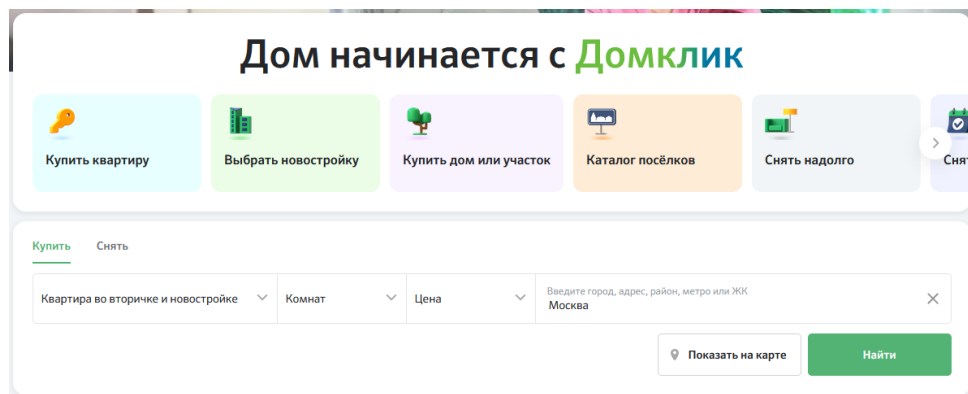 Дом начинается с Домклик
Купить квартиру
Выбрать новостройку
Купить дом или участок
Каталог посёлков
Снять надолго
Купить Снять
Квартира во вторичке и новостройке
Комнат
Цена
Введите город, адрес, район, метро или ЖК
Москва
Показать на карте
Найти